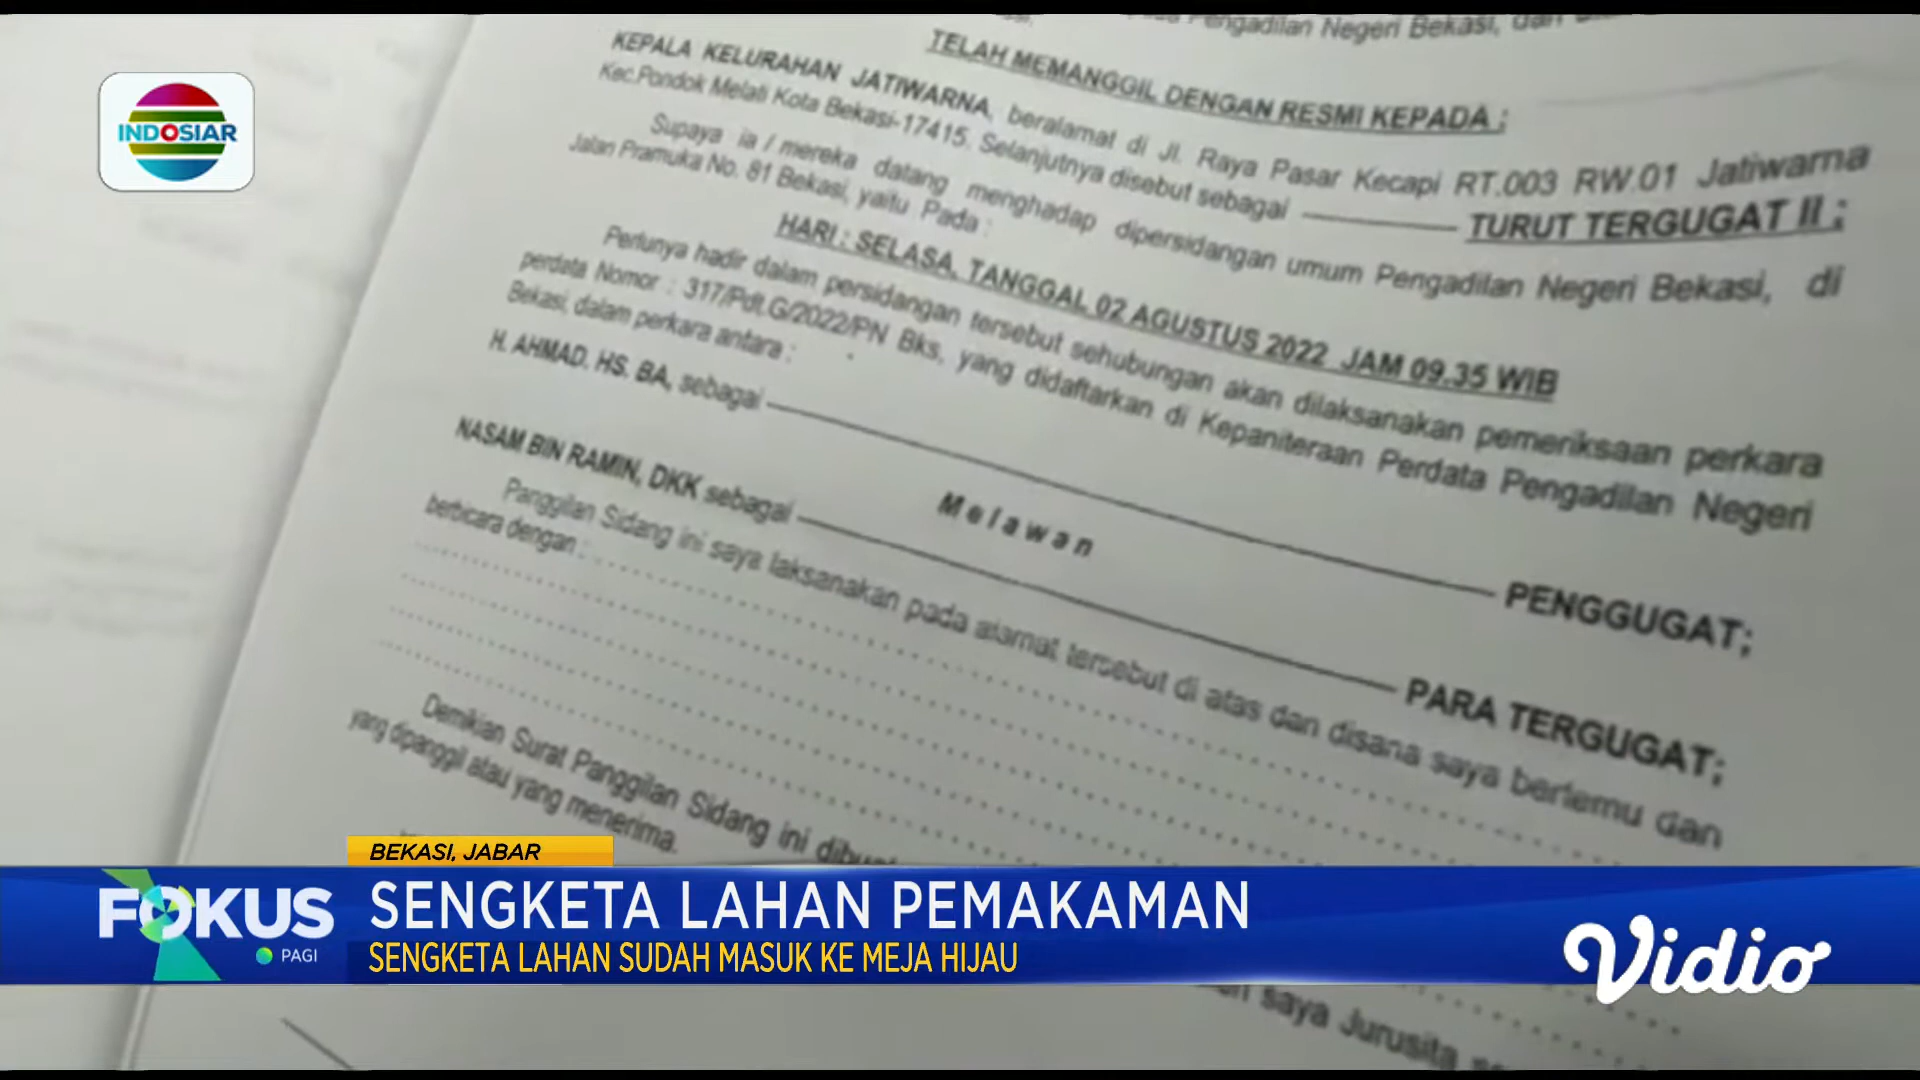 Pengadilan Negeri Bekasi, dan
TELAH MEMANGGIL DENGAN RESMI KEPADA :
KEPALA KELURAHAN JATIWARNA, beralamat di Jl. Raya Pasar Kecapi RT.003 RW.01 Jatiwarna
Kec.Pondok Melati Kota Bekasi-17415. Selanjutnya disebut sebagai TURUT TERGUGAT II ;
Supaya ia / mereka datang menghadap dipersidangan umum Pengadilan Negeri Bekasi, di
Jalan Pramuka No. 81 Bekasi, yaitu Pada :
HARI : SELASA, TANGGAL 02 AGUSTUS 2022 JAM 09.35 WIB
Perlunya hadir dalam persidangan tersebut sehubungan akan dilaksanakan pemeriksaan perkara
perdata Nomor : 317/Pdt.G/2022/PN Bks, yang didaftarkan di Kepaniteraan Perdata Pengadilan Negeri
Bekasi, dalam perkara antara :
H. AHMAD. HS. BA, sebagai PENGGUGAT;
Melawan
NASAM BIN RAMIN, DKK sebagai PARA TERGUGAT;
Panggilan Sidang ini saya laksanakan pada alamat tersebut di atas dan disana saya bertemu dan
berbicara dengan :
Demikian Surat Panggilan Sidang ini
yang dipanggil atau yang menerima.
saya Jurusita
INDOSIAR
BEKASI, JABAR
FOKUS
PAGI
SENGKETA LAHAN PEMAKAMAN
SENGKETA LAHAN SUDAH MASUK KE MEJA HIJAU
Vidio